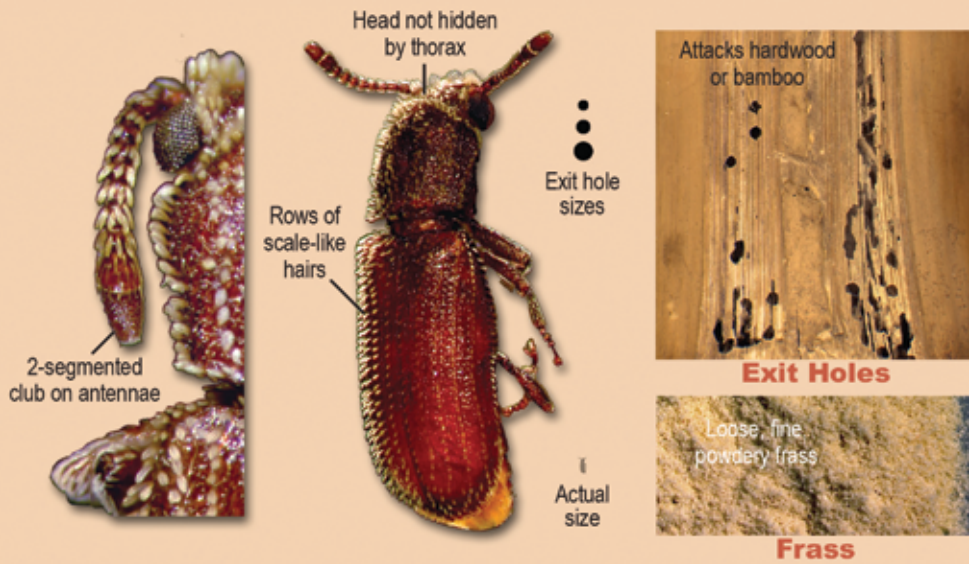 Head not hidden
by thorax
Attacks hardwood
or bamboo
Exit hole
sizes
Rows of
scale-like
hairs
2-segmented
club on antennae
Exit Holes
Loose, fine
powdery frass
Actual
size
Frass